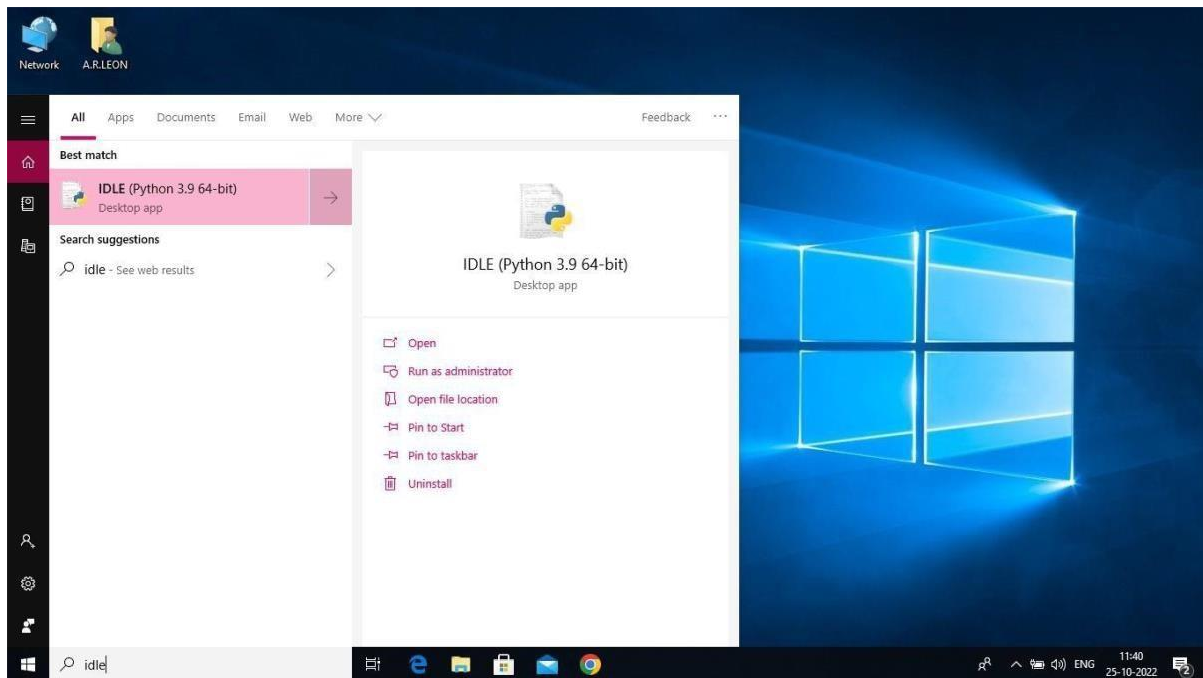 Network
A.R.LEON
All Apps Documents Email Web More
Feedback ...
Best match
IDLE (Python 3.9 64-bit)
Desktop app
Search suggestions
idle - See web results
IDLE (Python 3.9 64-bit)
Desktop app
Open
Run as administrator
Open file location
Pin to Start
Pin to taskbar
Uninstall
idle
ENG
11:40
25-10-2022
2